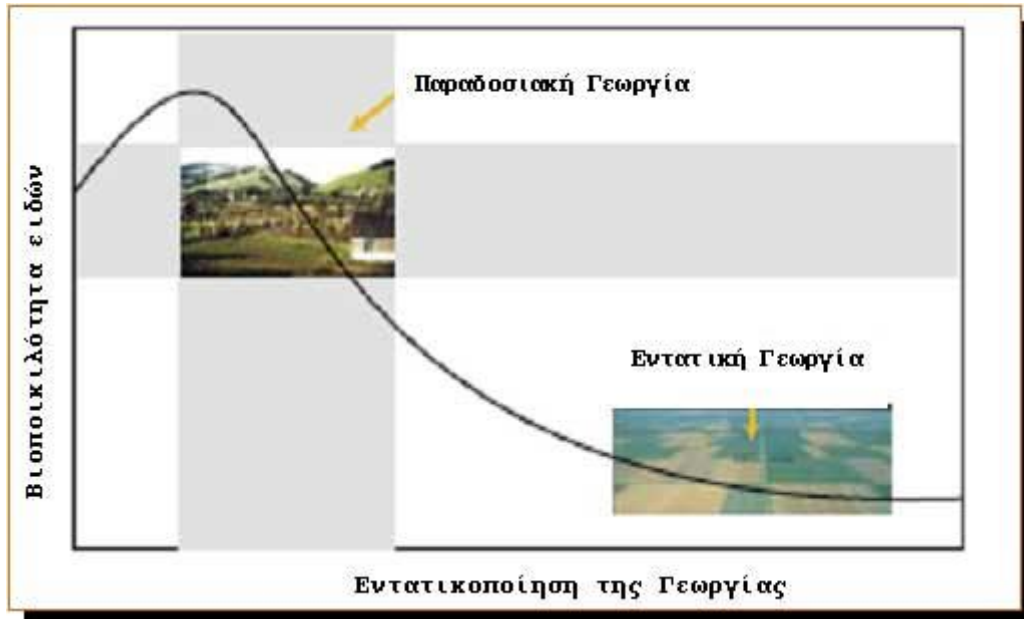 Παραδοσιακή Γεωργία
Βιοποικιλότητα ειδών
Εντατική Γεωργία
Εντατικοποίηση της Γεωργίας